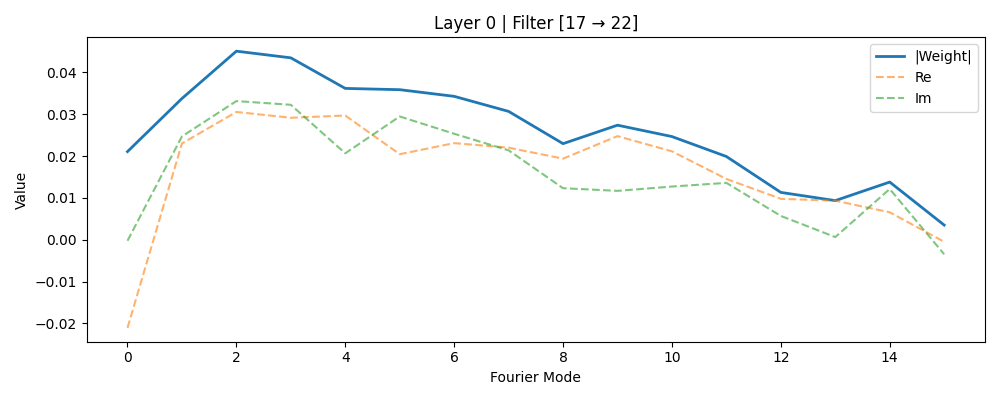 Layer 0 | Filter [17 → 22]
|Weight|
Re
Im
0.04
0.03
0.02
0.01
0.00
−0.01
−0.02
Value
0 2 4 6 8 10 12 14
Fourier Mode